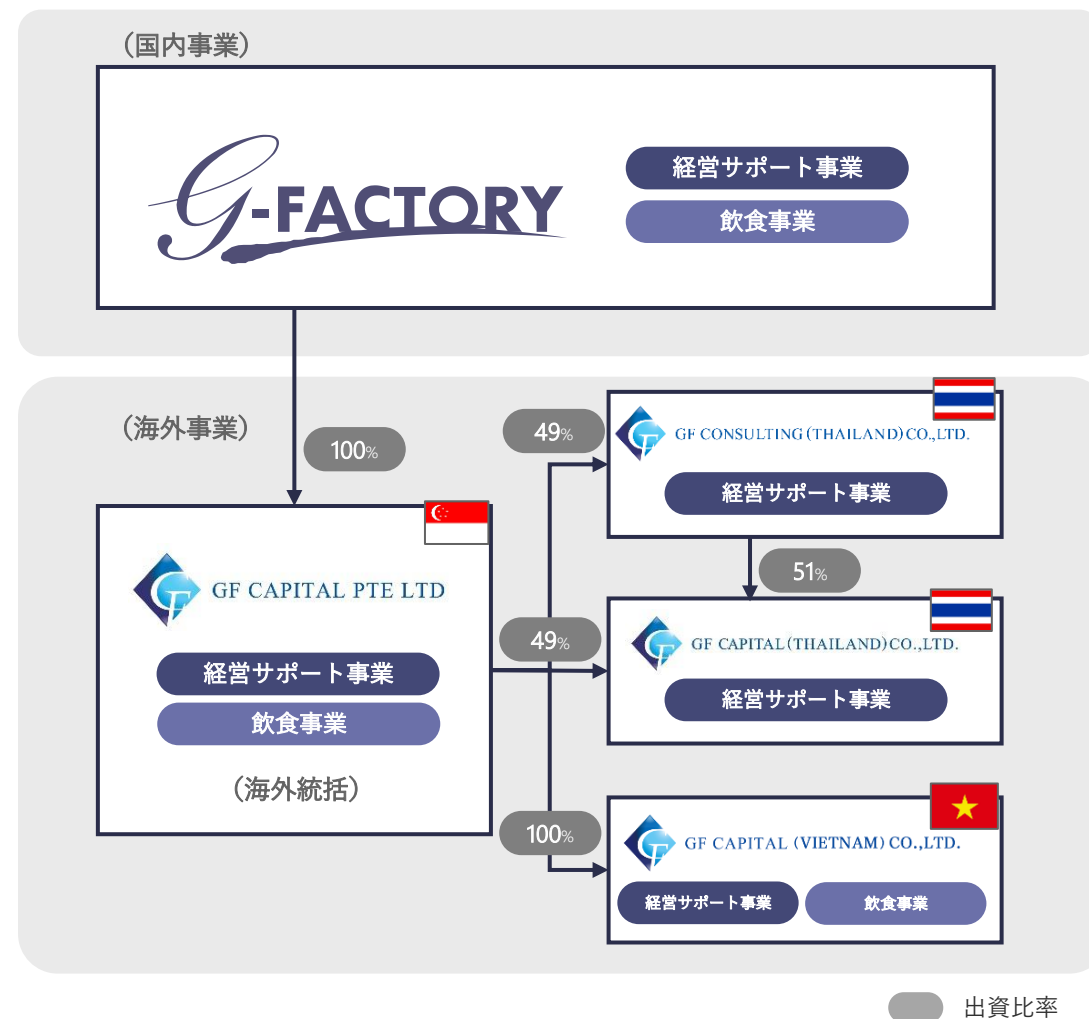 （国内事業）
G-FACTORY
経営サポート事業
飲食事業
（海外事業）
100%
49%
GF CONSULTING (THAILAND) CO.,LTD.
経営サポート事業
51%
GF CAPITAL PTE LTD
経営サポート事業
飲食事業
（海外統括）
49%
GF CAPITAL (THAILAND) CO.,LTD.
経営サポート事業
100%
GF CAPITAL (VIETNAM) CO.,LTD.
経営サポート事業
飲食事業
出資比率